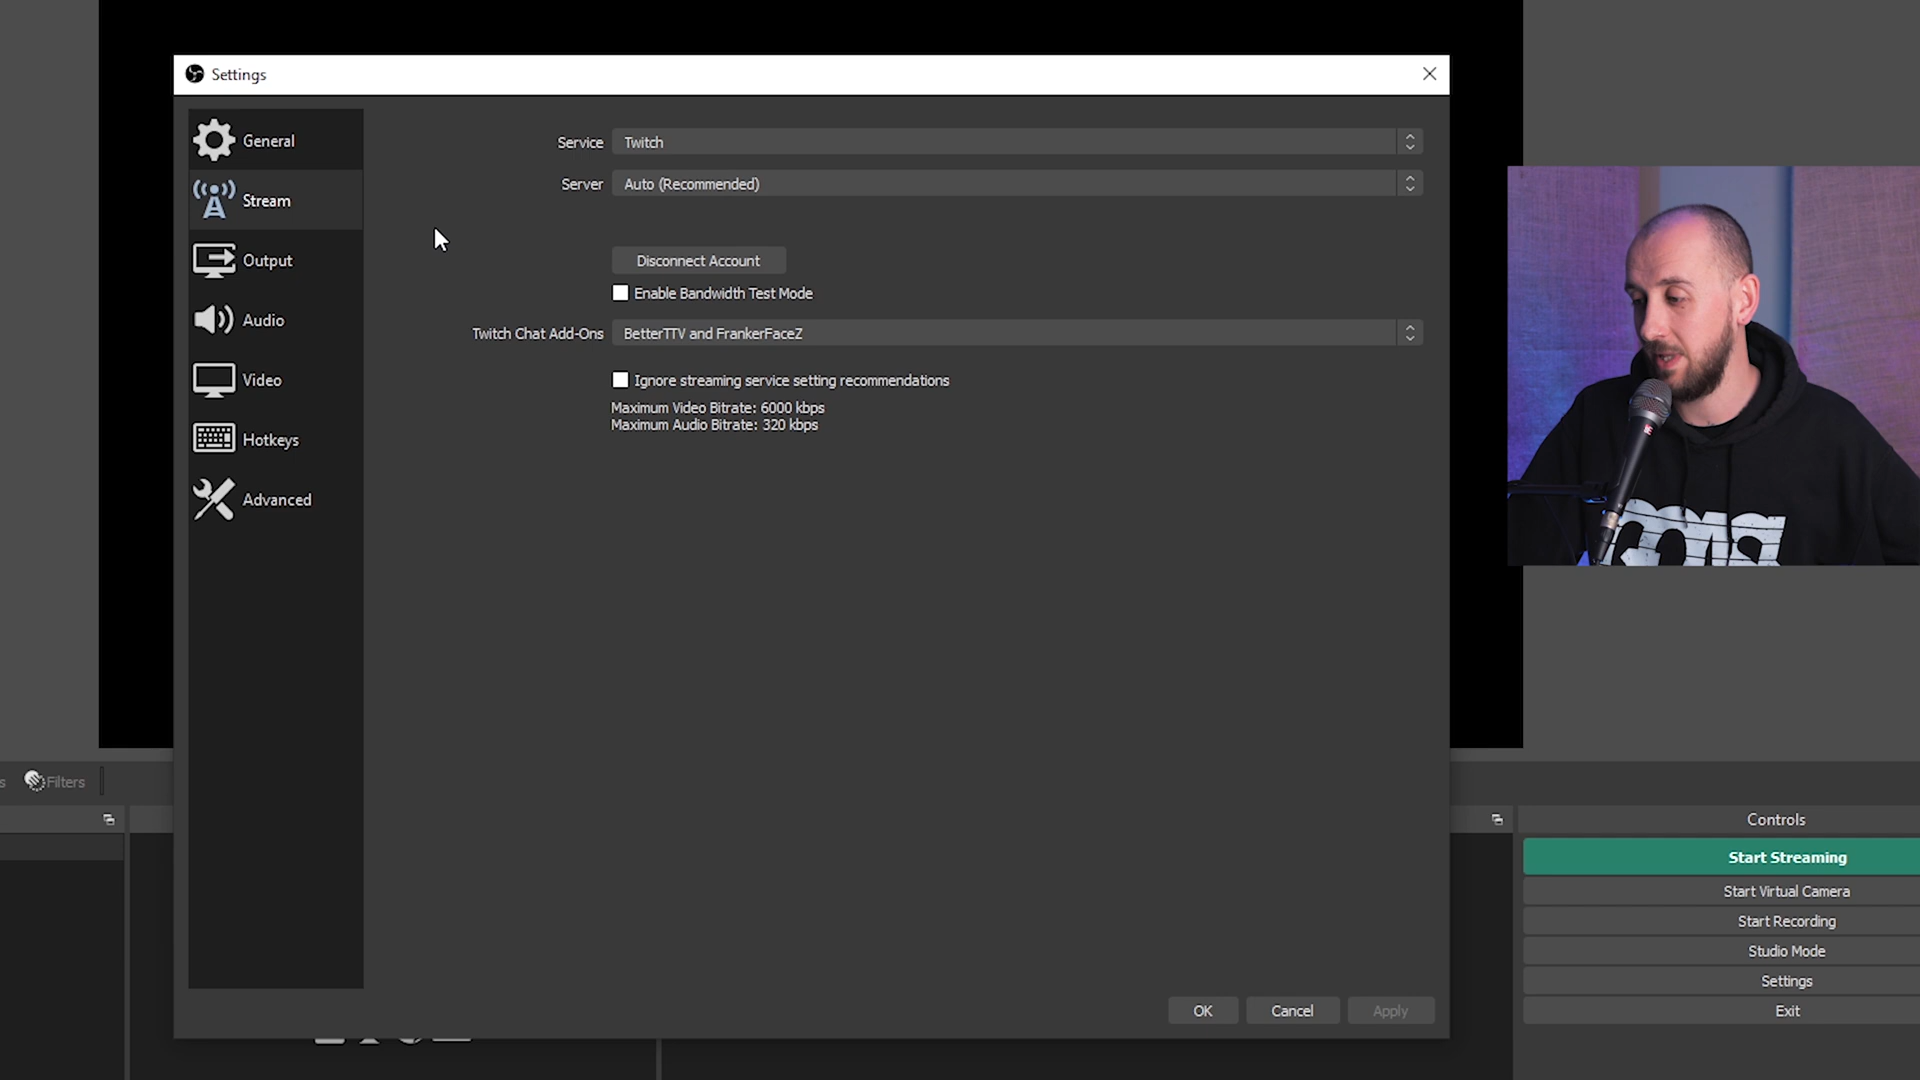 Settings
General
Stream
Output
Audio
Video
Hotkeys
Advanced
Service Twitch
Server Auto (Recommended)
Disconnect Account
Enable Bandwidth Test Mode
Twitch Chat Add-Ons BetterTTV and FrankerFaceZ
Ignore streaming service setting recommendations
Maximum Video Bitrate: 6000 kbps
Maximum Audio Bitrate: 320 kbps
OK Cancel Apply
Filters
Controls
Start Streaming
Start Virtual Camera
Start Recording
Studio Mode
Settings
Exit